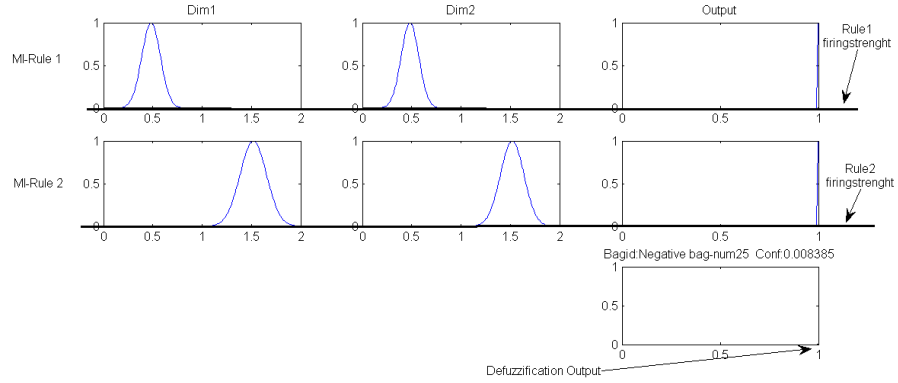 Dim1 Dim2 Output
MI-Rule 1
1 1 1
0.5 0.5 0.5
0 0 0
0 0.5 1 1.5 2 0 0.5 1 1.5 2 0 0.5 1
Rule1
firingstrenght
MI-Rule 2
1 1 1
0.5 0.5 0.5
0 0 0
0 0.5 1 1.5 2 0 0.5 1 1.5 2 0 0.5 1
Rule2
firingstrenght
Bagid:Negative bag-num25 Conf:0.008385
1
0.5
0
0 0.5 1
Defuzzification Output